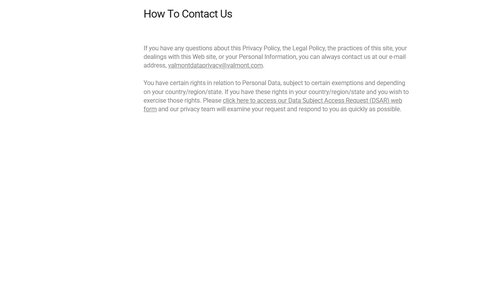 How To Contact Us
If you have any questions about this Privacy Policy, the Legal Policy, the practices of this site, your
dealings with this Web site, or your Personal Information, you can always contact us at our e-mail
address, valmontdataprivacy@valmont.com.
You have certain rights in relation to Personal Data, subject to certain exemptions and depending
on your country/region/state. If you have these rights in your country/region/state and you wish to
exercise those rights. Please click here to access our Data Subject Access Request (DSAR) web
form and our privacy team will examine your request and respond to you as quickly as possible.